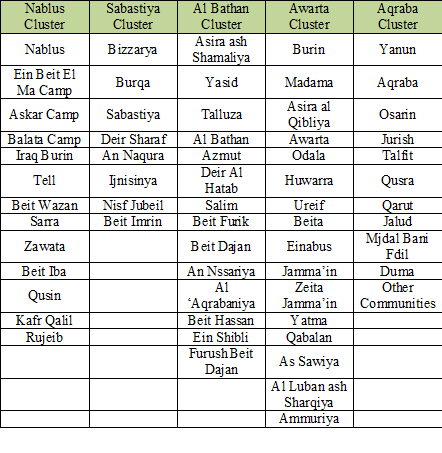 Nablus Cluster | Sabastiya Cluster | Al Bathan Cluster | Awarta Cluster | Aqraba Cluster
Nablus | Bizzarya | Asira ash Shamaliya | Burin | Yanun
Ein Beit El Ma Camp | Burqa | Yasid | Madama | Aqraba
Askar Camp | Sabastiya | Talluza | Asira al Qibliya | Osarin
Balata Camp | Deir Sharaf | Al Bathan | Awarta | Jurish
Iraq Burin | An Naqura | Azmut | Odala | Talfit
Tell | Ijnisinya | Deir Al Hatab | Huwarra | Qusra
Beit Wazan | Nisf Jubeil | Salim | Ureif | Qarut
Sarra | Beit Imrin | Beit Furik | Beita | Jalud
Zawata | | Beit Dajan | Einabus | Mjdal Bani Fdil
Beit Iba | | An Nssariya | Jamma'in | Duma
Qusin | | Al ‘Aqrabaniya | Zeita Jamma'in | Other Communities
Kafr Qalil | | Beit Hassan | Yatma |
Rujeib | | Ein Shibli | Qabalan |
| | Furush Beit Dajan | As Sawiya |
| | | Al Luban ash Sharqiya |
| | | Ammuriya |